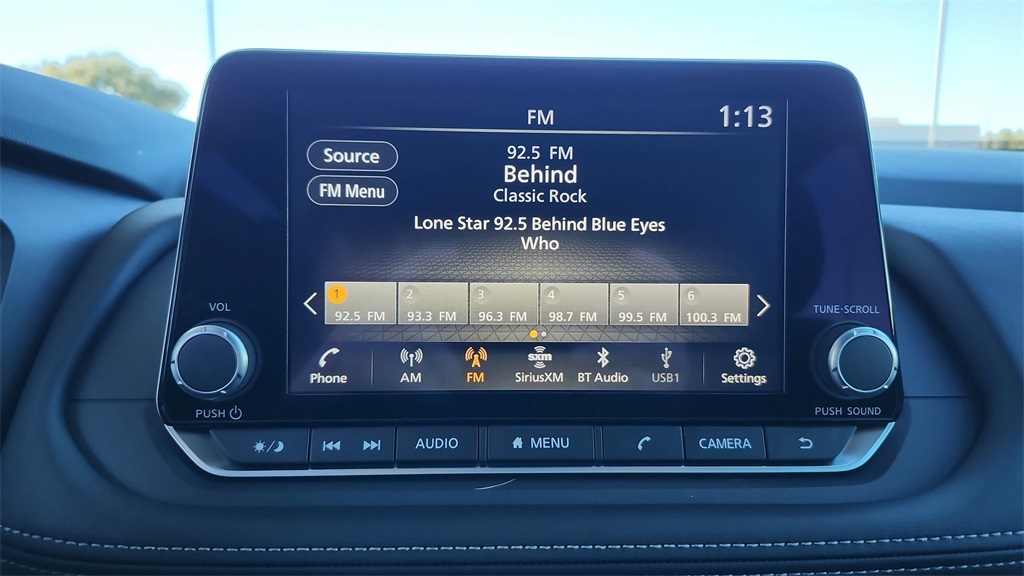 FM 1:13
Source
92.5 FM
Behind
FM Menu
Classic Rock
Lone Star 92.5 Behind Blue Eyes
Who
1 2 3 4 5 6
92.5 FM 93.3 FM 96.3 FM 98.7 FM 99.5 FM 100.3 FM
VOL
TUNE·SCROLL
sxm
Phone AM FM SiriusXM BT Audio USB1 Settings
PUSH
PUSH SOUND
AUDIO MENU CAMERA